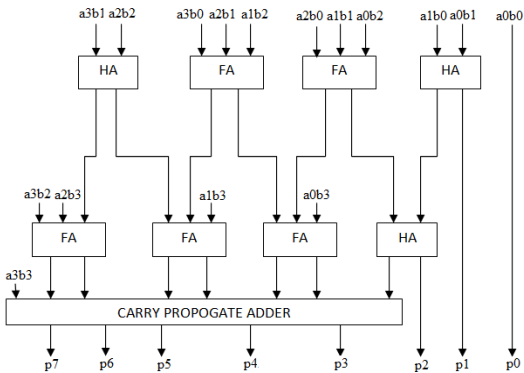 a3b1 a2b2 a3b0 a2b1 a1b2 a2b0 a1b1 a0b2 a1b0 a0b1 a0b0
HA FA FA HA
a3b2 a2b3 a1b3 a0b3
FA FA FA HA
a3b3
CARRY PROPOGATE ADDER
p7 p6 p5 p4 p3 p2 p1 p0